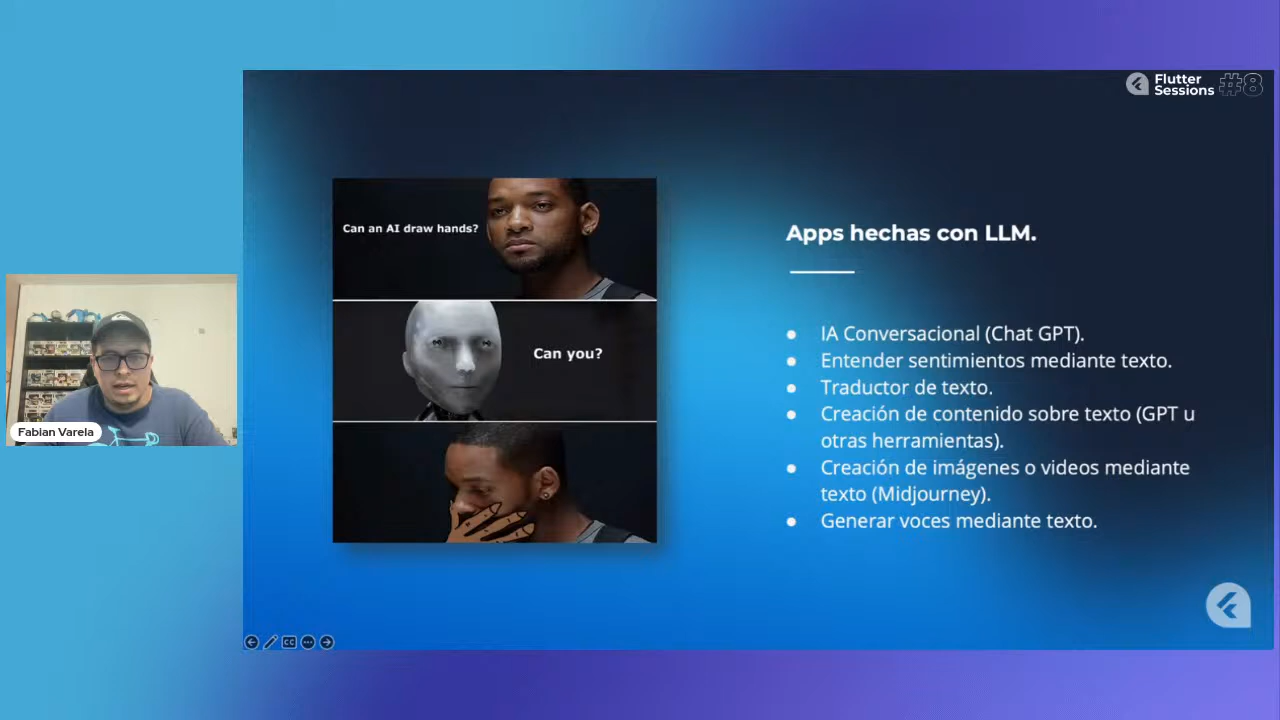 Flutter
Sessions #8
Can an AI draw hands?
Can you?
Apps hechas con LLM.
● IA Conversacional (Chat GPT).
● Entender sentimientos mediante texto.
● Traductor de texto.
● Creación de contenido sobre texto (GPT u
otras herramientas).
● Creación de imágenes o videos mediante
texto (Midjourney).
● Generar voces mediante texto.
Fabian Varela
CC